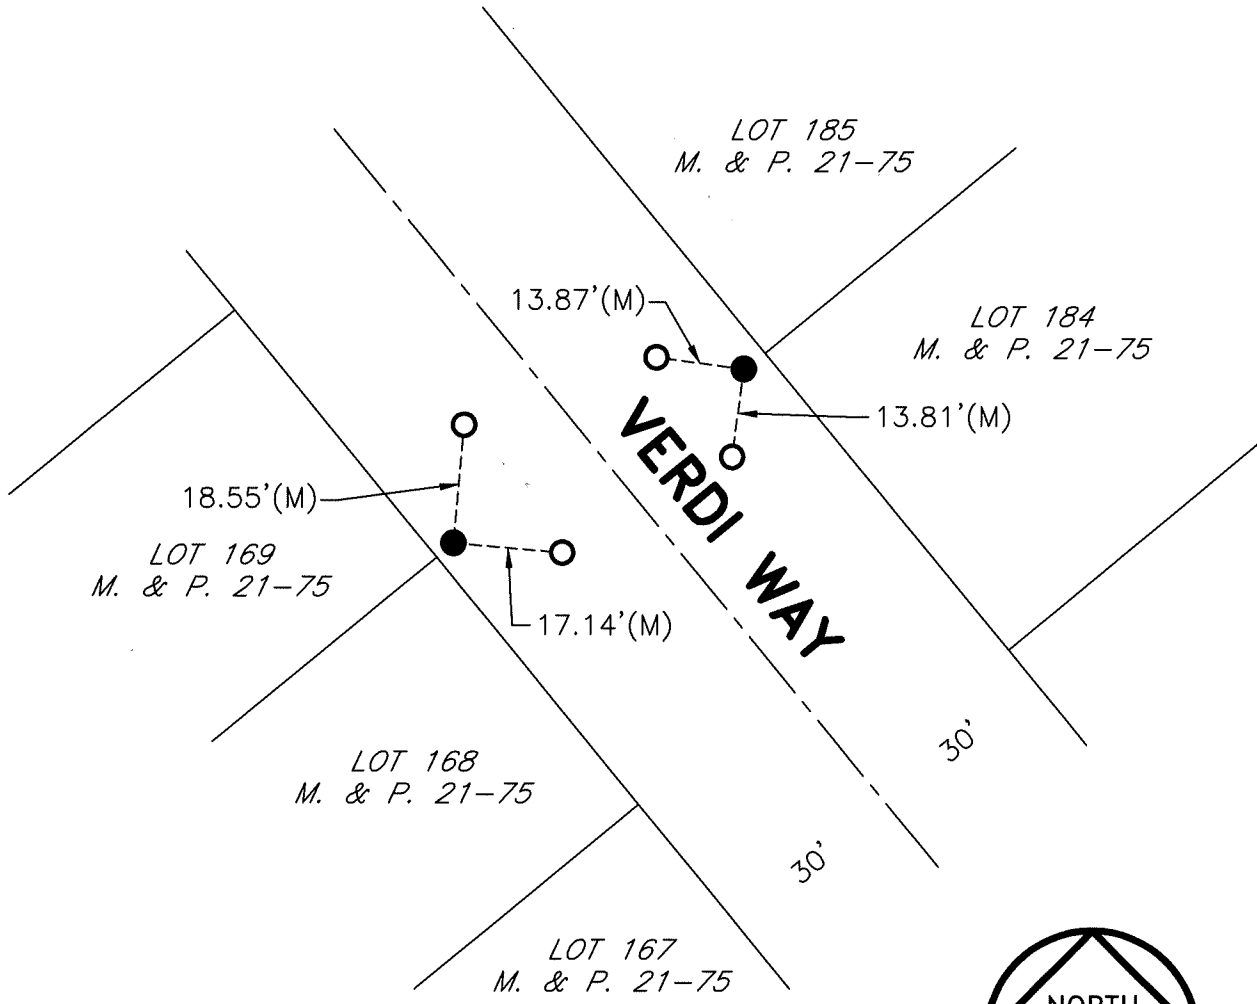 LOT 185
M. & P. 21-75
13.87'(M)
LOT 184
M. & P. 21-75
13.81'(M)
VERDI WAY
18.55'(M)
LOT 169
M. & P. 21-75
17.14'(M)
30'
LOT 168
M. & P. 21-75
30'
LOT 167
M. & P. 21-75
NORTH